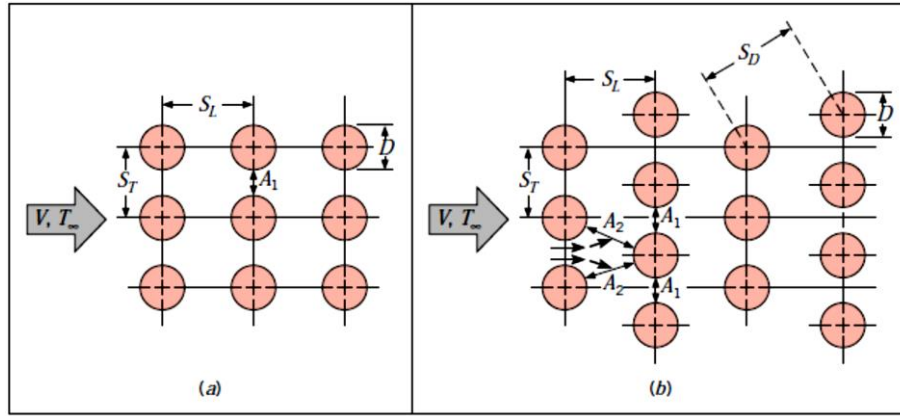 S_L
D
S_T
A_1
V, T_∞
(a)
S_D
S_L
D
S_T
A_2
A_1
V, T_∞
A_2
A_1
(b)